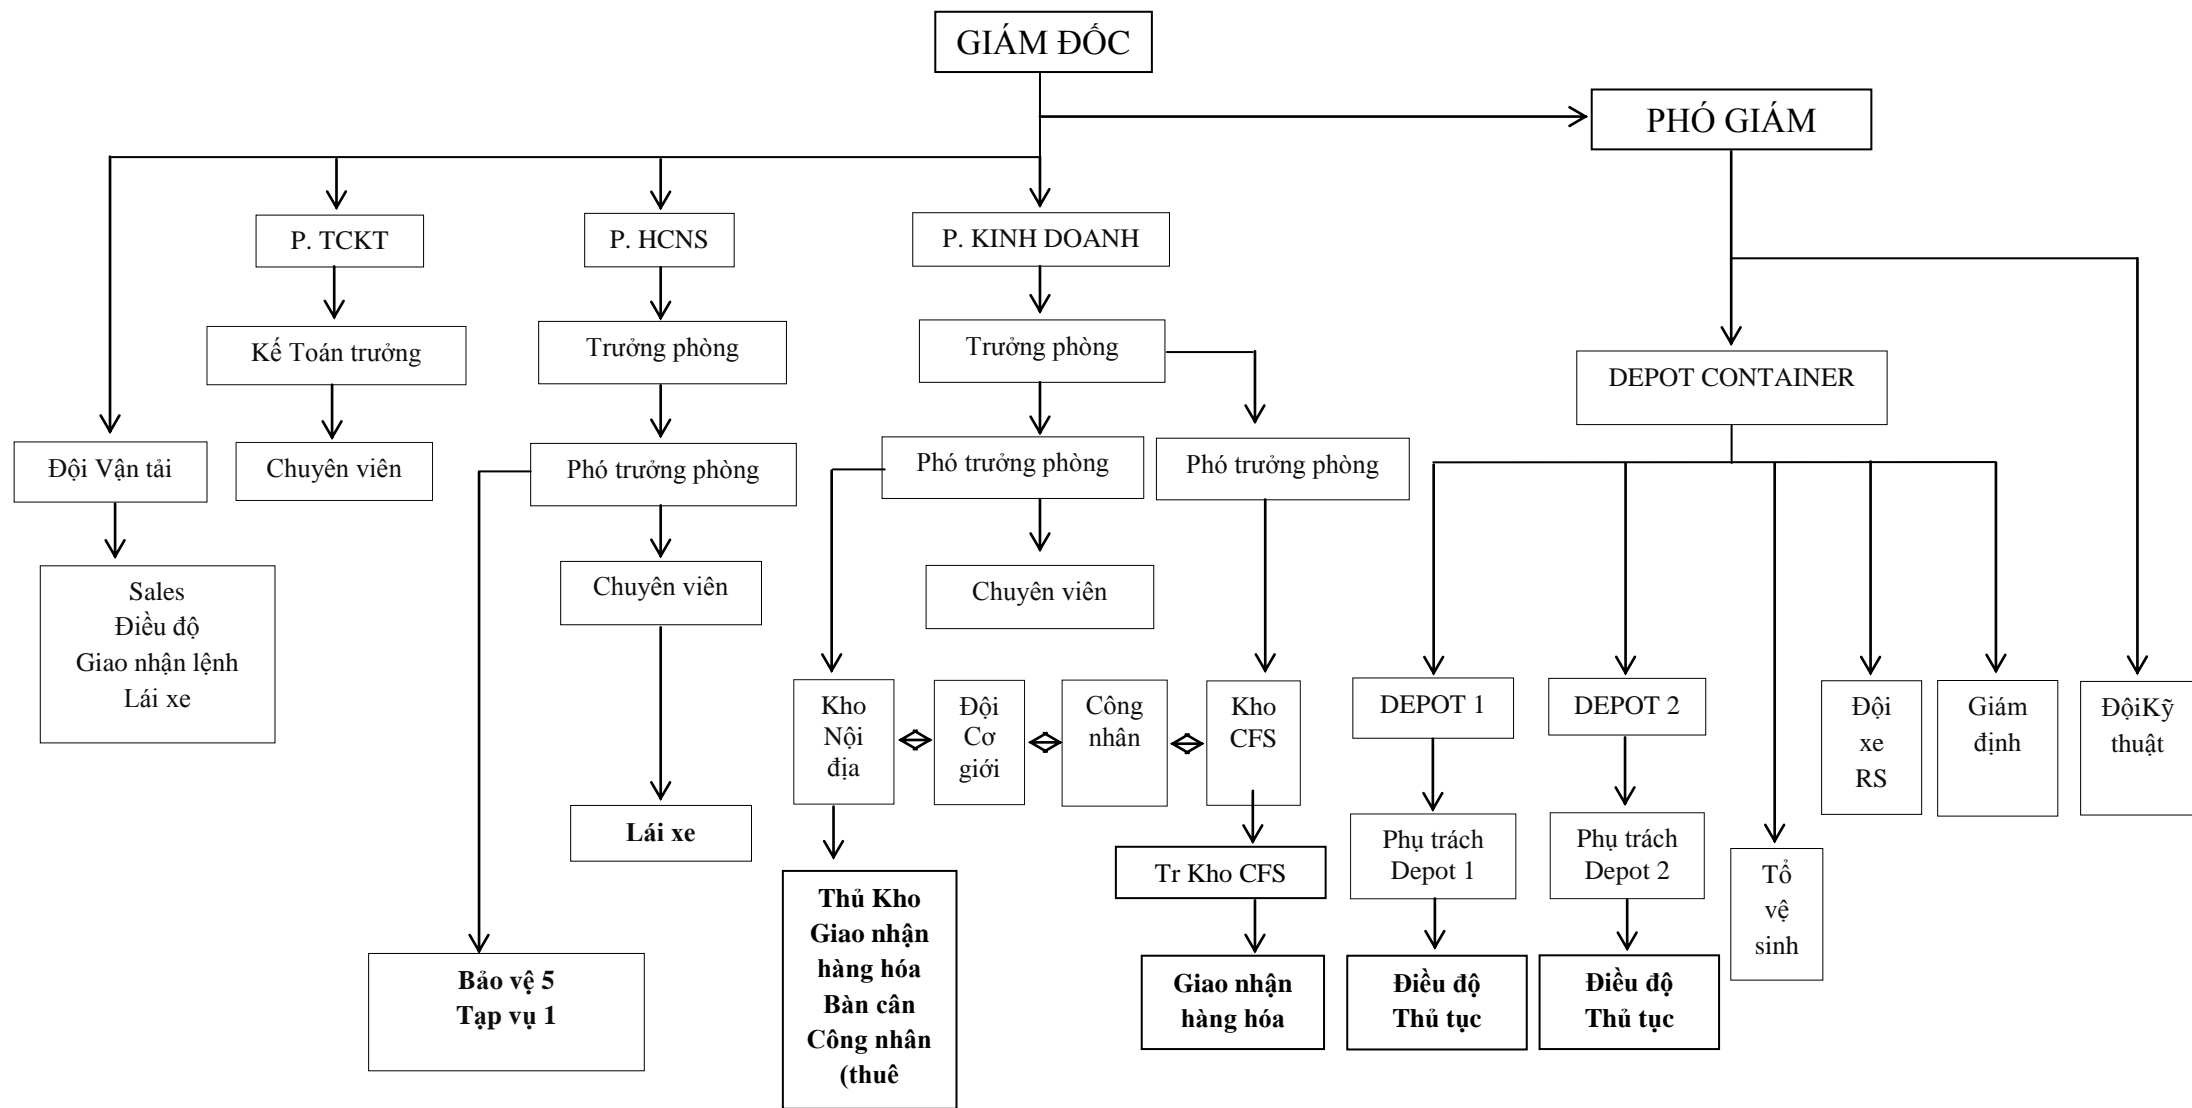 GIÁM ĐỐC
PHÓ GIÁM
P. TCKT
P. HCNS
P. KINH DOANH
Kế Toán trưởng
Trưởng phòng
Trưởng phòng
DEPOT CONTAINER
Đội Vận tải
Chuyên viên
Phó trưởng phòng
Phó trưởng phòng
Phó trưởng phòng
Sales
Điều độ
Giao nhận lệnh
Lái xe
Chuyên viên
Chuyên viên
Kho
Nội
địa
Đội
Cơ
giới
Công
nhân
Kho
CFS
DEPOT 1
DEPOT 2
Đội
xe
RS
Giám
định
ĐộiKỹ
thuật
Lái xe
Tr Kho CFS
Phụ trách
Depot 1
Phụ trách
Depot 2
Tổ
vệ
sinh
Bảo vệ 5
Tạp vụ 1
Thủ Kho
Giao nhận
hàng hóa
Bàn cân
Công nhân
(thuê
Giao nhận
hàng hóa
Điều độ
Thủ tục
Điều độ
Thủ tục